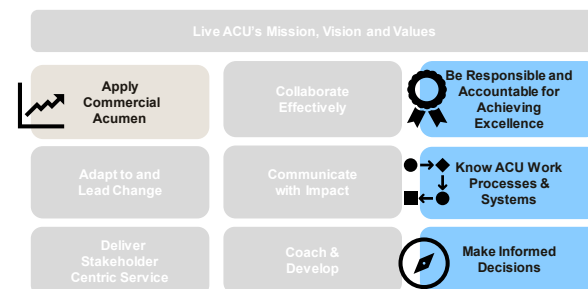 Live ACU's Mission, Vision and Values
Apply
Commercial
Acumen
Collaborate
Effectively
Be Responsible and
Accountable for
Achieving
Excellence
Adapt to and
Lead Change
Communicate
with Impact
Know ACU Work
Processes &
Systems
Deliver
Stakeholder
Centric Service
Coach &
Develop
Make Informed
Decisions